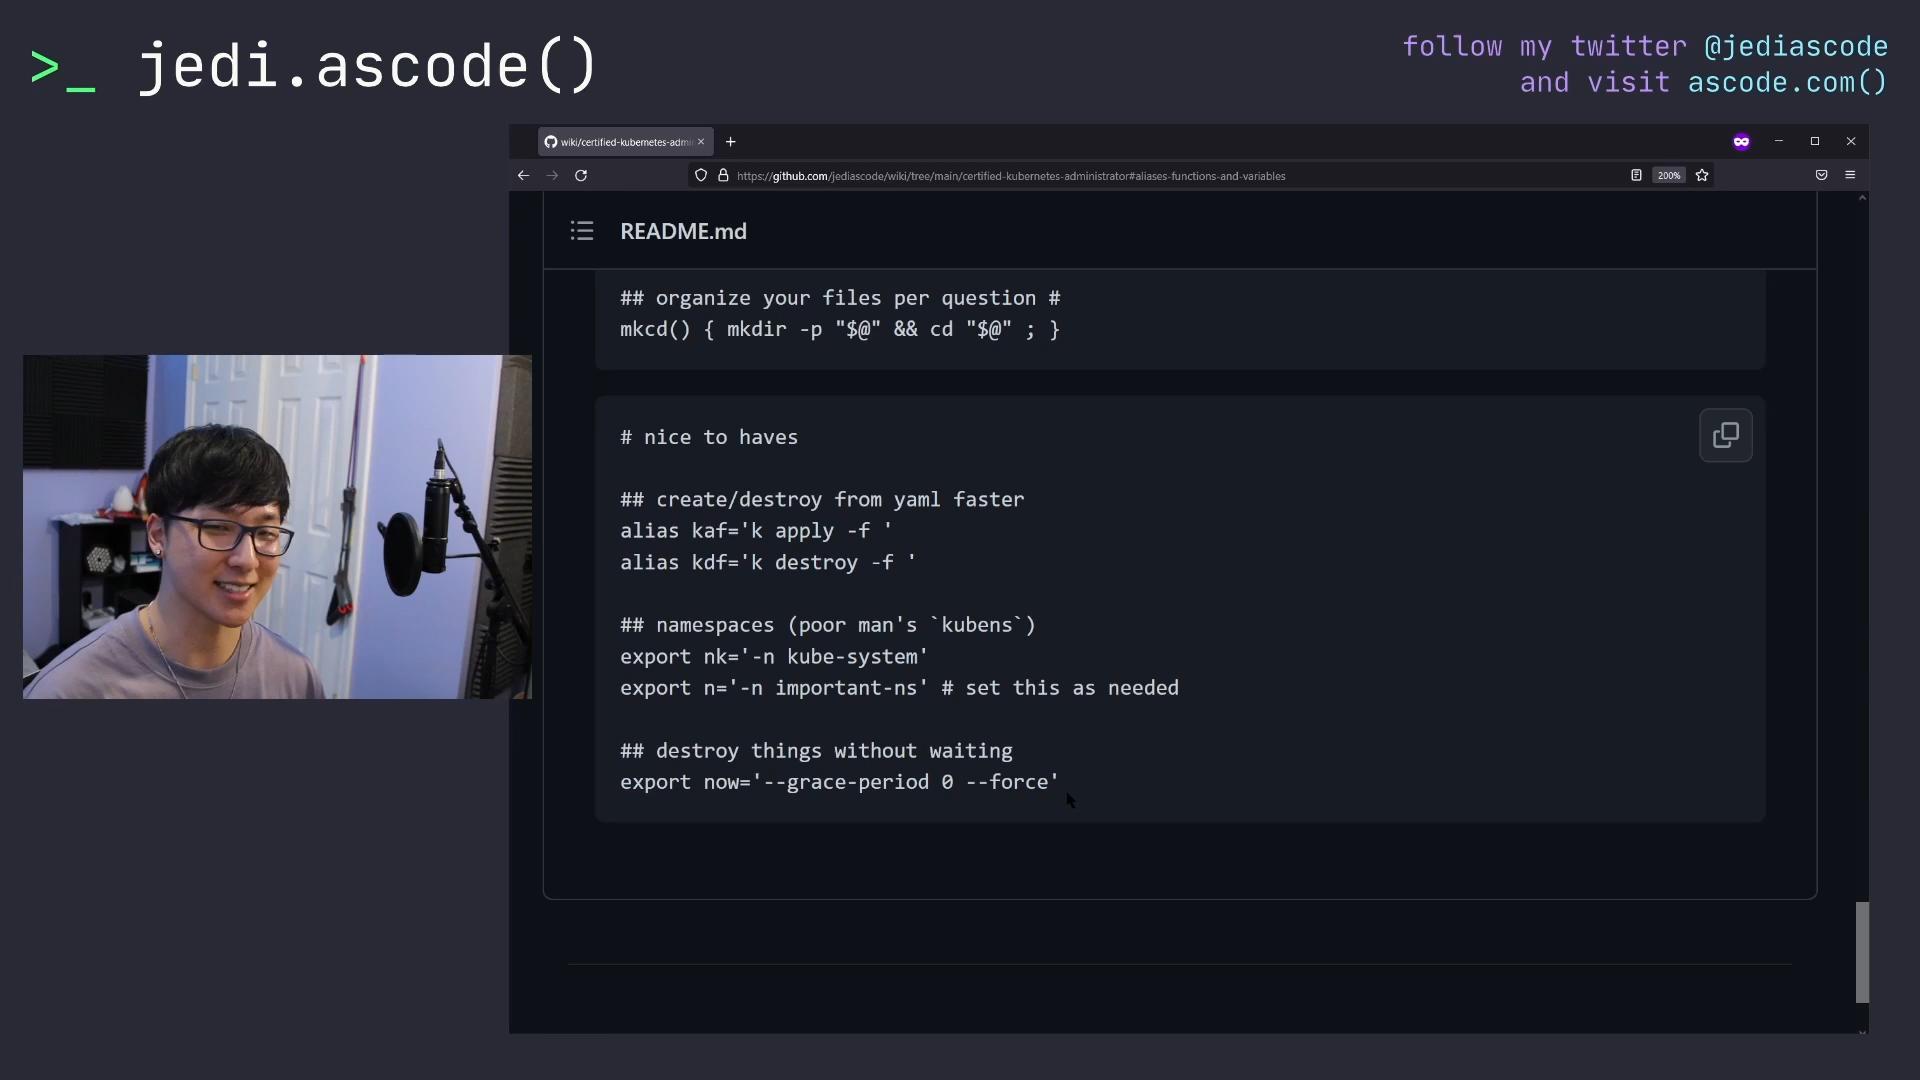 >_ jedi.ascode()
follow my twitter @jediascode
and visit ascode.com()
wiki/certified-kubernetes-admi
https://github.com/jediascode/wiki/tree/main/certified-kubernetes-administrator#aliases-functions-and-variables
200%
README.md
## organize your files per question #
mkcd() { mkdir -p "$@" && cd "$@" ; }
# nice to haves
## create/destroy from yaml faster
alias kaf='k apply -f '
alias kdf='k destroy -f '
## namespaces (poor man's `kubens`)
export nk='-n kube-system'
export n='-n important-ns' # set this as needed
## destroy things without waiting
export now='--grace-period 0 --force'